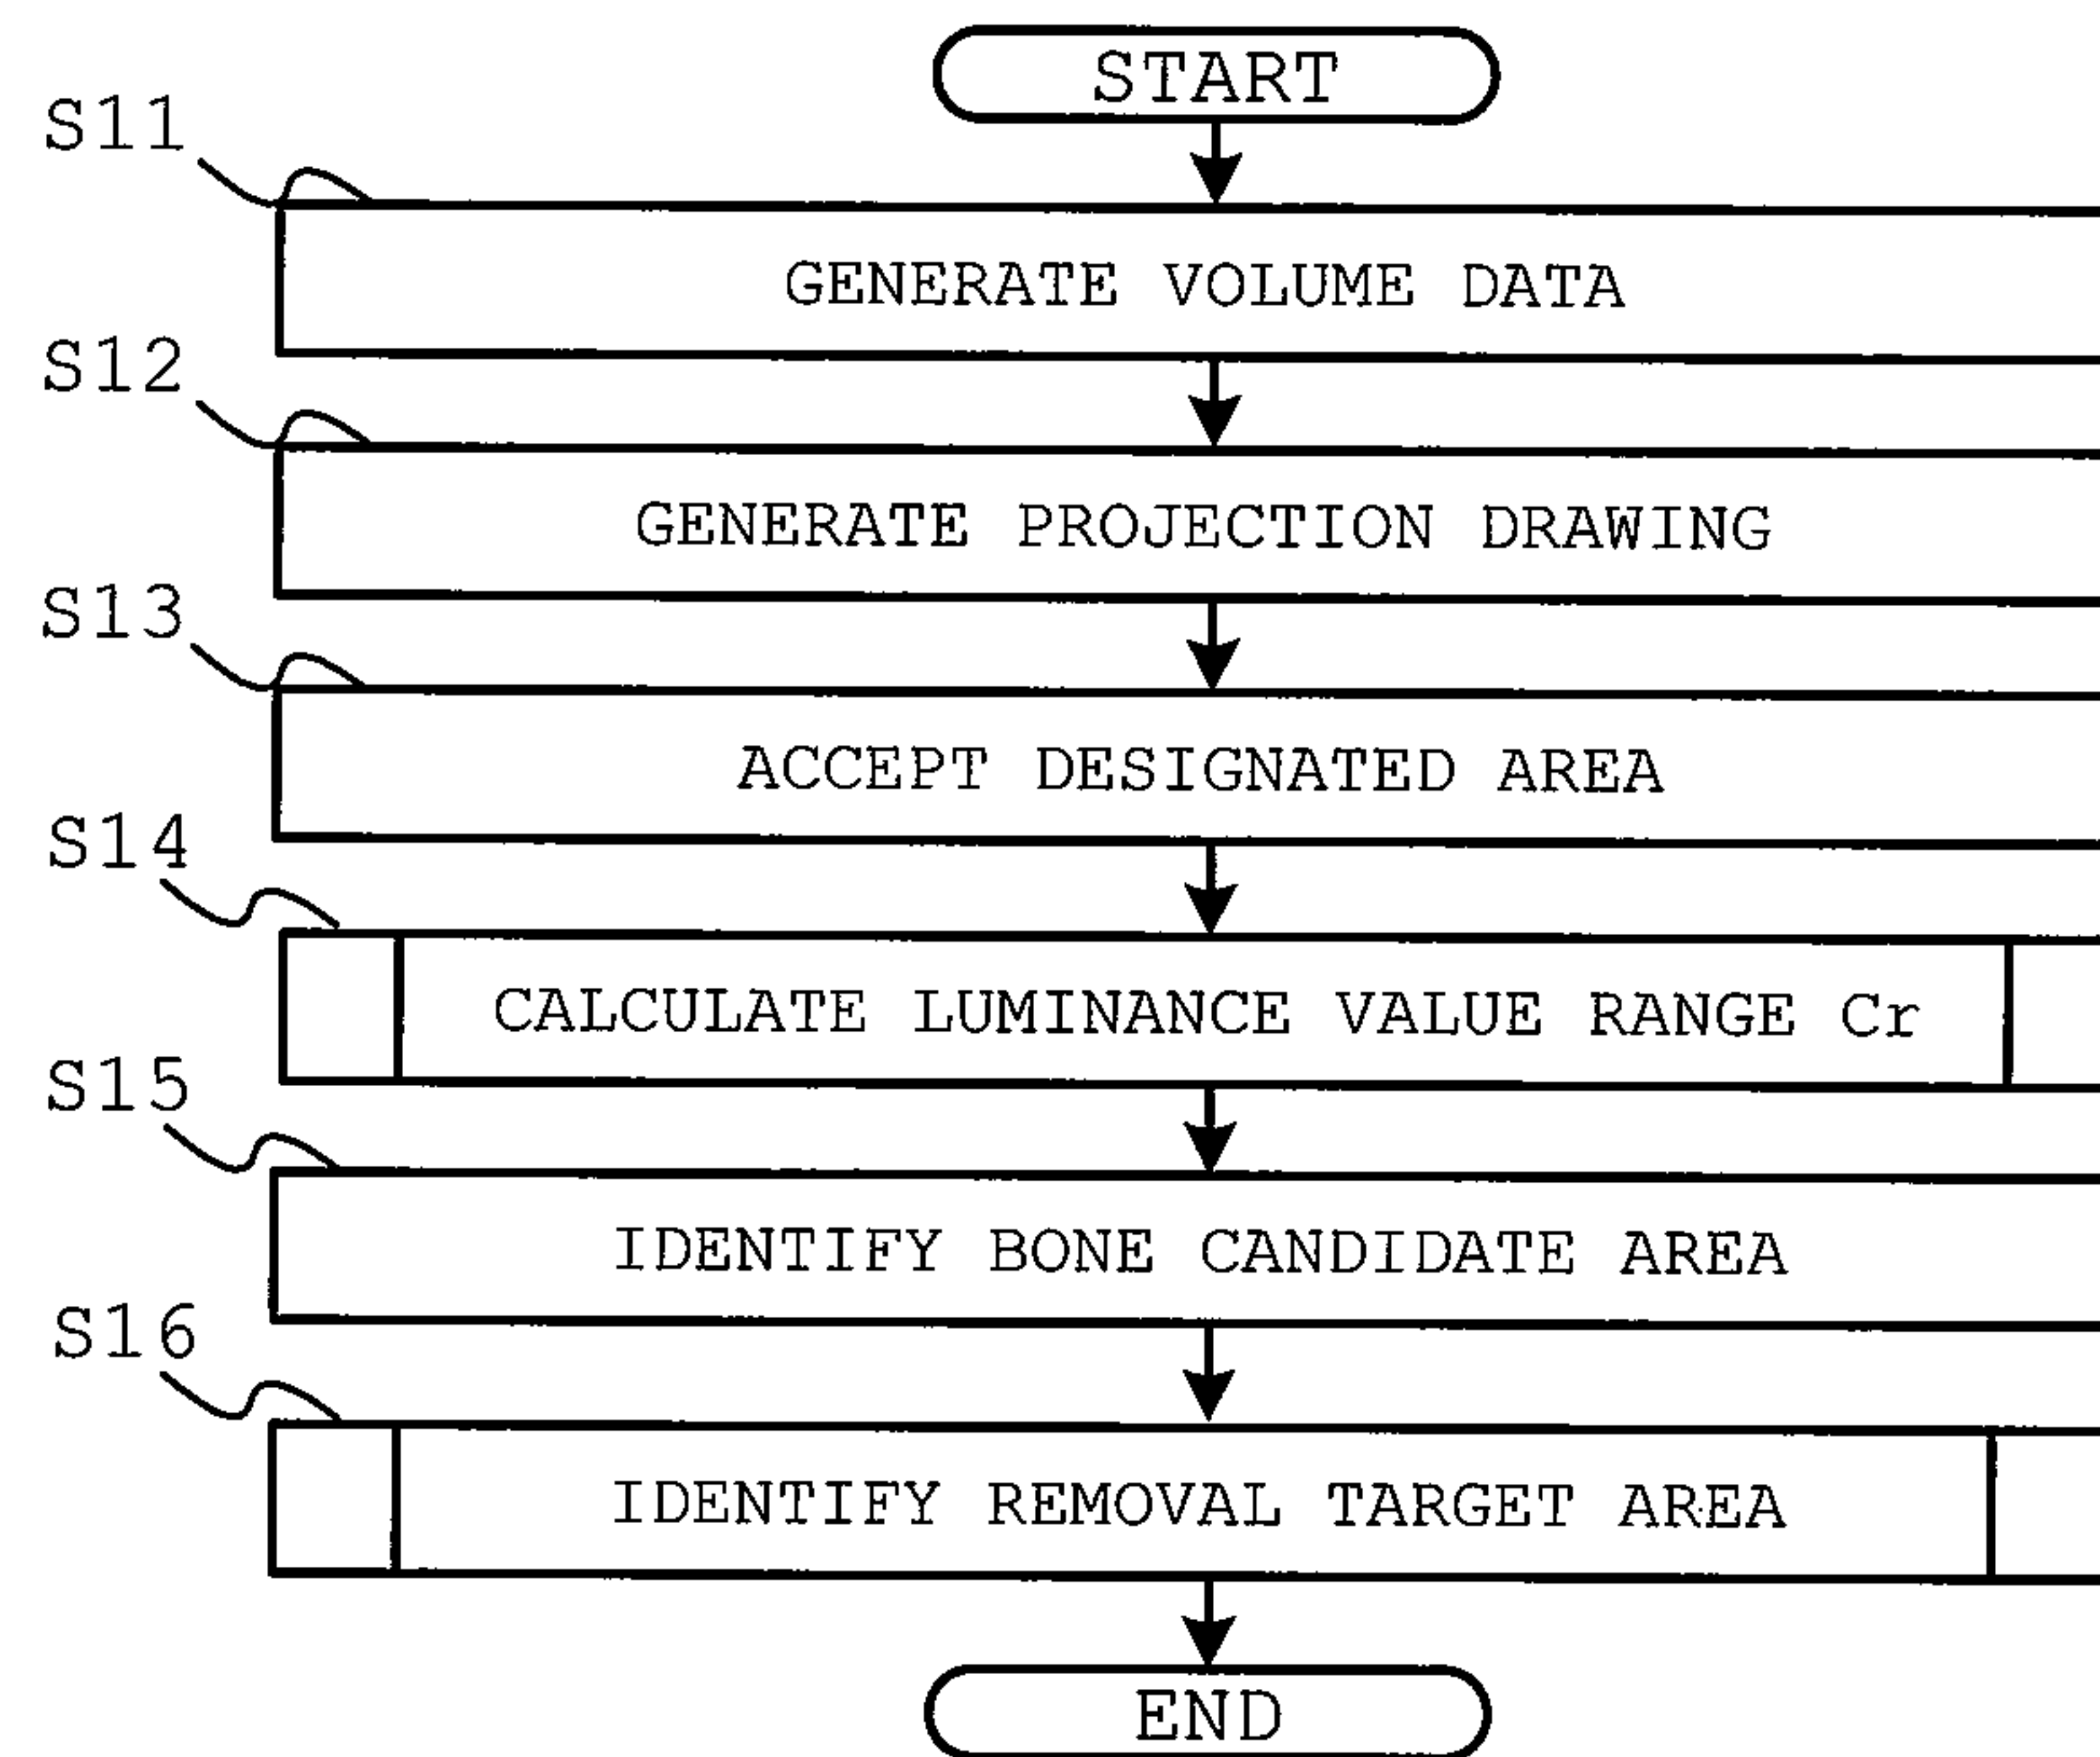 START
S11
GENERATE VOLUME DATA
S12
GENERATE PROJECTION DRAWING
S13
ACCEPT DESIGNATED AREA
S14
CALCULATE LUMINANCE VALUE RANGE Cr
S15
IDENTIFY BONE CANDIDATE AREA
S16
IDENTIFY REMOVAL TARGET AREA
END